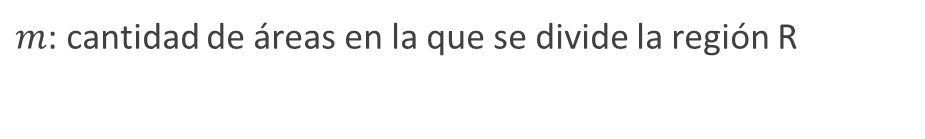 m: cantidad de áreas en la que se divide la región R